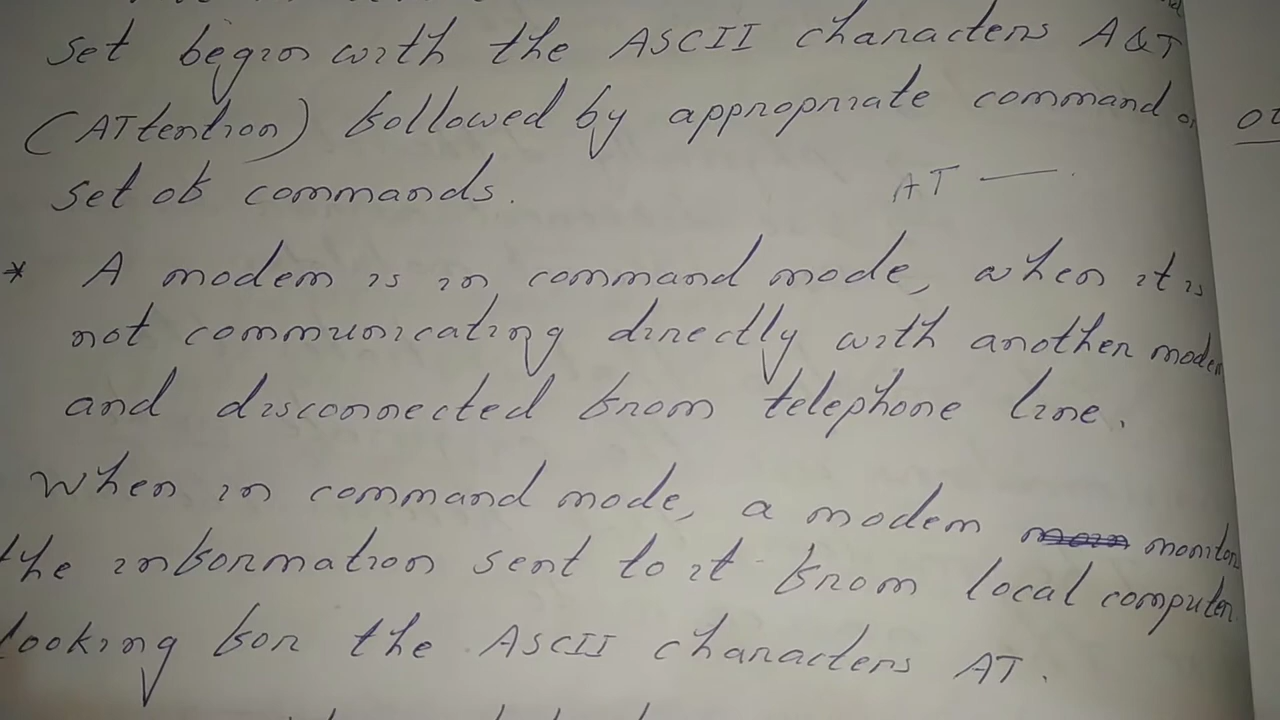 set begins with the ASCII characters A&T
(ATtention) followed by appropriate command or
set of commands.
AT —
* A modem is in command mode, when it is
not communicating directly with another modem
and disconnected from telephone line.
When in command mode, a modem monitors
the information sent to it from local computer
looking for the ASCII characters AT.